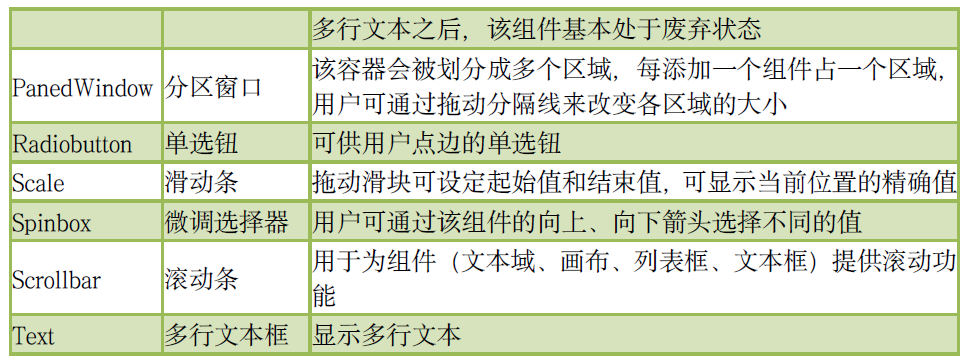 多行文本之后，该组件基本处于废弃状态
PanedWindow 分区窗口 该容器会被划分成多个区域，每添加一个组件占一个区域，
用户可通过拖动分隔线来改变各区域的大小
Radiobutton 单选钮 可供用户点边的单选钮
Scale 滑动条 拖动滑块可设定起始值和结束值，可显示当前位置的精确值
Spinbox 微调选择器 用户可通过该组件的向上、向下箭头选择不同的值
Scrollbar 滚动条 用于为组件（文本域、画布、列表框、文本框）提供滚动功
能
Text 多行文本框 显示多行文本